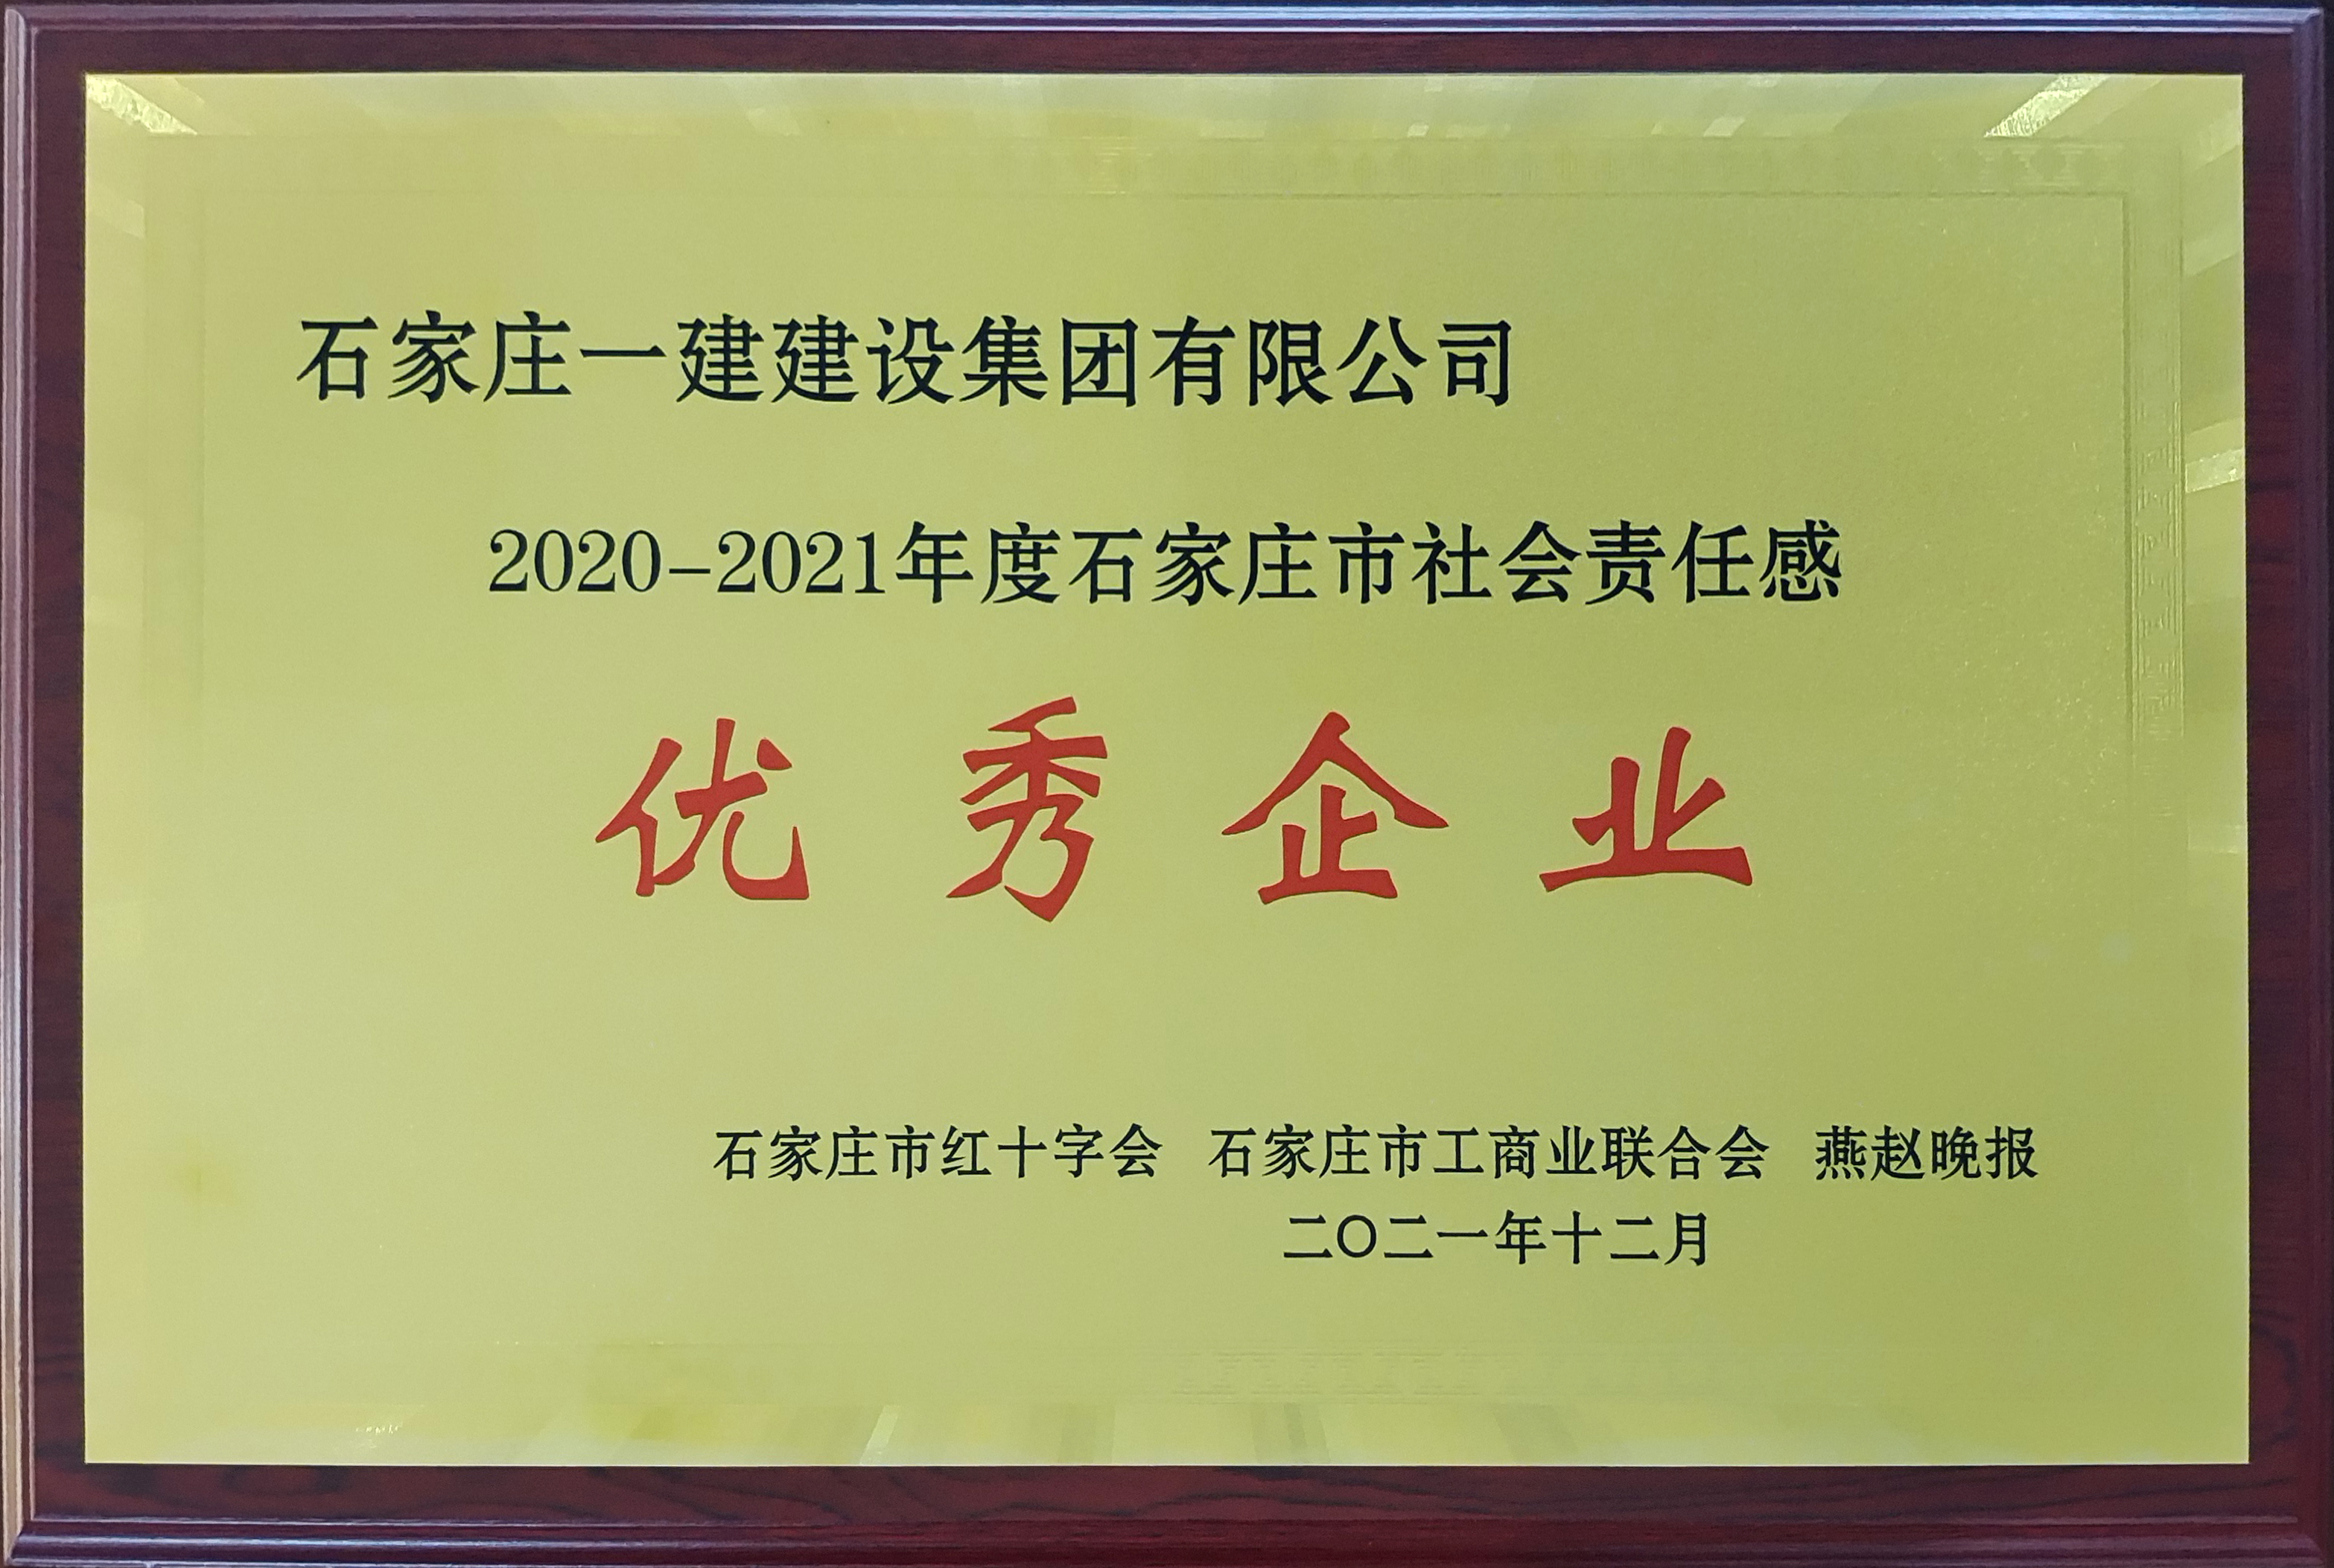 石家庄一建建设集团有限公司
2020-2021年度石家庄市社会责任感
优秀企业
石家庄市红十字会 石家庄市工商业联合会 燕赵晚报
二〇二一年十二月